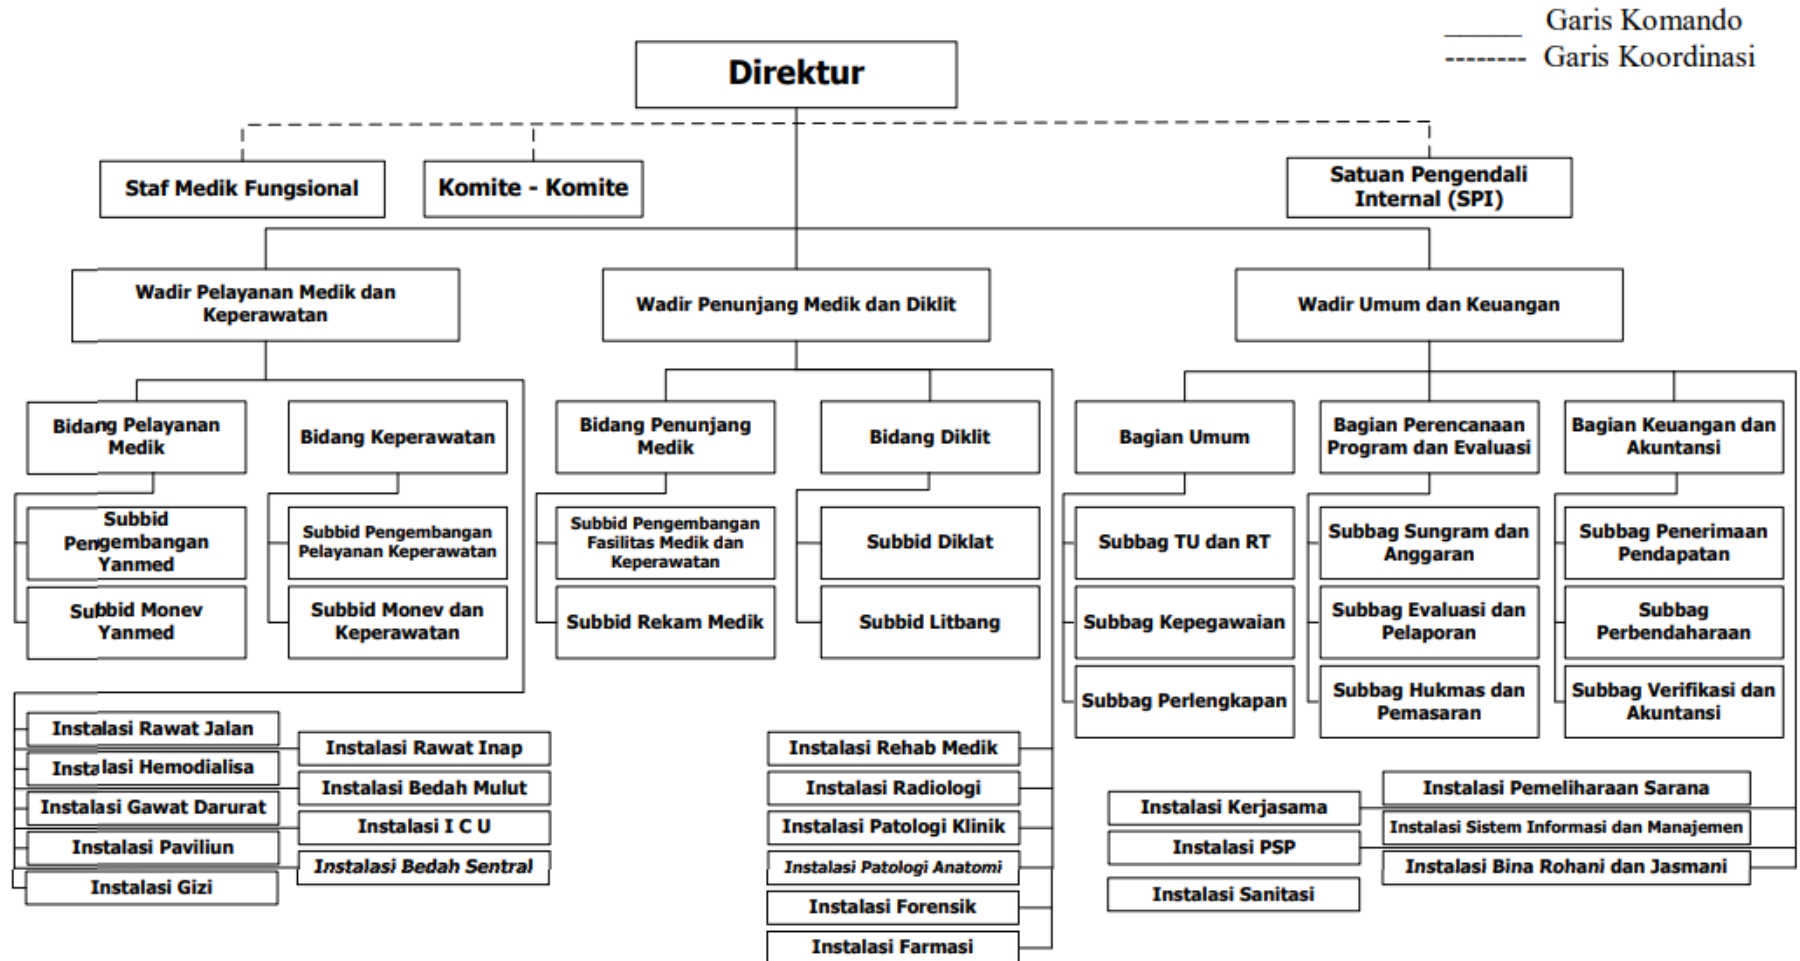 Garis Komando
Garis Koordinasi
Direktur
Staf Medik Fungsional
Komite - Komite
Satuan Pengendali
Internal (SPI)
Wadir Pelayanan Medik dan
Keperawatan
Wadir Penunjang Medik dan Diklit
Wadir Umum dan Keuangan
Bidang Pelayanan
Medik
Bidang Keperawatan
Bidang Penunjang
Medik
Bidang Diklit
Bagian Umum
Bagian Perencanaan
Program dan Evaluasi
Bagian Keuangan dan
Akuntansi
Subbid
Pengembangan
Yanmed
Subbid Pengembangan
Pelayanan Keperawatan
Subbid Pengembangan
Fasilitas Medik dan
Keperawatan
Subbid Diklat
Subbag TU dan RT
Subbag Sungram dan
Anggaran
Subbag Penerimaan
Pendapatan
Subbid Monev
Yanmed
Subbid Monev dan
Keperawatan
Subbid Rekam Medik
Subbid Litbang
Subbag Kepegawaian
Subbag Evaluasi dan
Pelaporan
Subbag
Perbendaharaan
Subbag Perlengkapan
Subbag Hukmas dan
Pemasaran
Subbag Verifikasi dan
Akuntansi
Instalasi Rawat Jalan
Instalasi Hemodialisa
Instalasi Gawat Darurat
Instalasi Paviliun
Instalasi Gizi
Instalasi Rawat Inap
Instalasi Bedah Mulut
Instalasi I C U
Instalasi Bedah Sentral
Instalasi Rehab Medik
Instalasi Radiologi
Instalasi Patologi Klinik
Instalasi Patologi Anatomi
Instalasi Forensik
Instalasi Farmasi
Instalasi Kerjasama
Instalasi PSP
Instalasi Sanitasi
Instalasi Pemeliharaan Sarana
Instalasi Sistem Informasi dan Manajemen
Instalasi Bina Rohani dan Jasmani